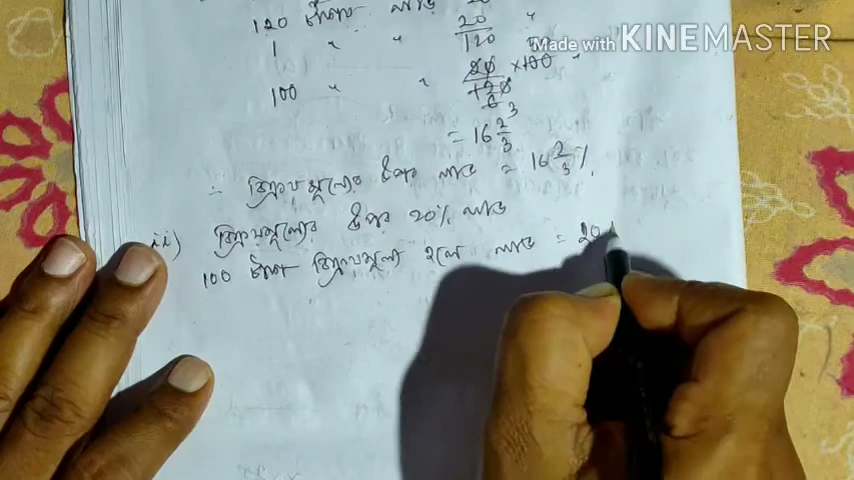 120 টাকায় লাভ 20
1 " " 20/120 "
Made with KINEMASTER
100 " " 20/120 × 100 "
= 16 2/3
∴ বিক্রয়মূল্যের উপর লাভ = 16 2/3 %
ii) বিক্রয়মূল্যের উপর 20% লাভ
100 টাকা বিক্রয়মূল্য হলে লাভ = 20